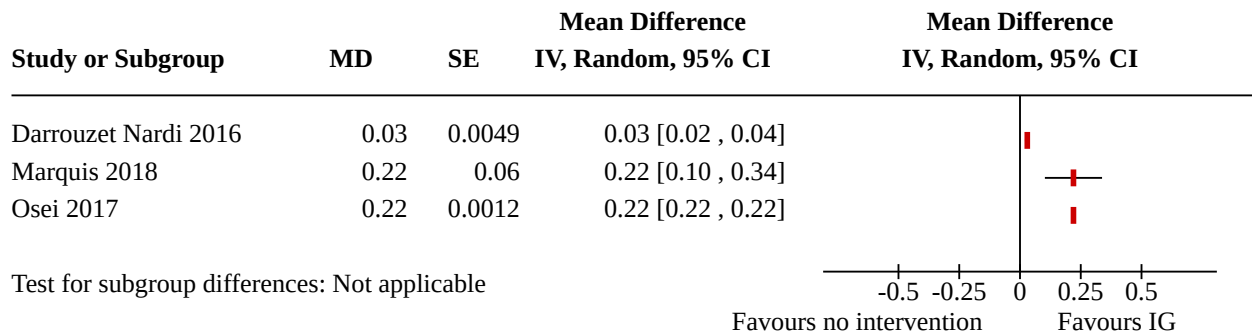 Mean Difference Mean Difference
Study or Subgroup MD SE IV, Random, 95% CI IV, Random, 95% CI
Darrouzet Nardi 2016 0.03 0.0049 0.03 [0.02 , 0.04]
Marquis 2018 0.22 0.06 0.22 [0.10 , 0.34]
Osei 2017 0.22 0.0012 0.22 [0.22 , 0.22]
Test for subgroup differences: Not applicable
-0.5 -0.25 0 0.25 0.5
Favours no intervention Favours IG